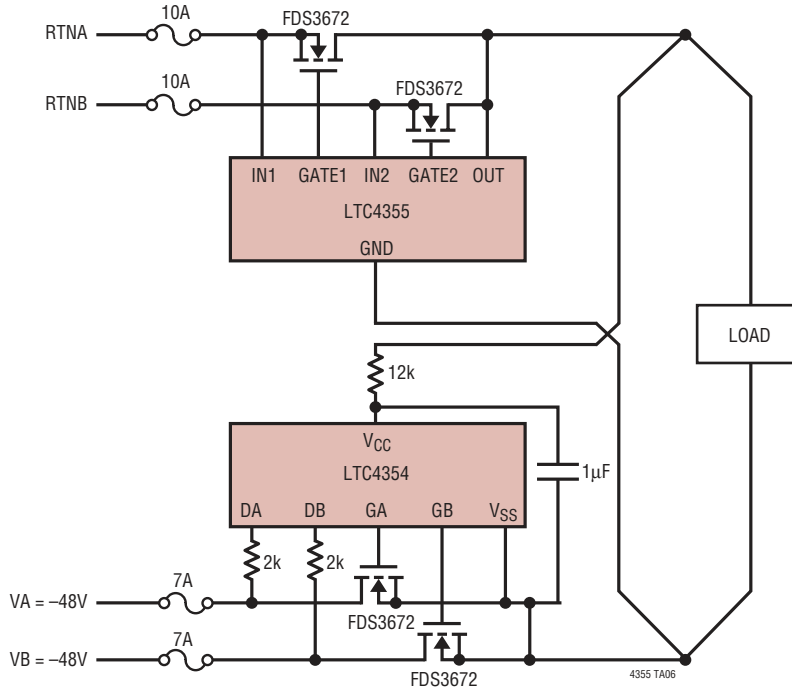 10A
FDS3672
RTNA
10A
FDS3672
RTNB
IN1 GATE1 IN2 GATE2 OUT
LTC4355
GND
LOAD
12k
VCC
LTC4354
1µF
DA DB GA GB VSS
2k
2k
7A
VA = –48V
FDS3672
7A
VB = –48V
FDS3672
4355 TA06